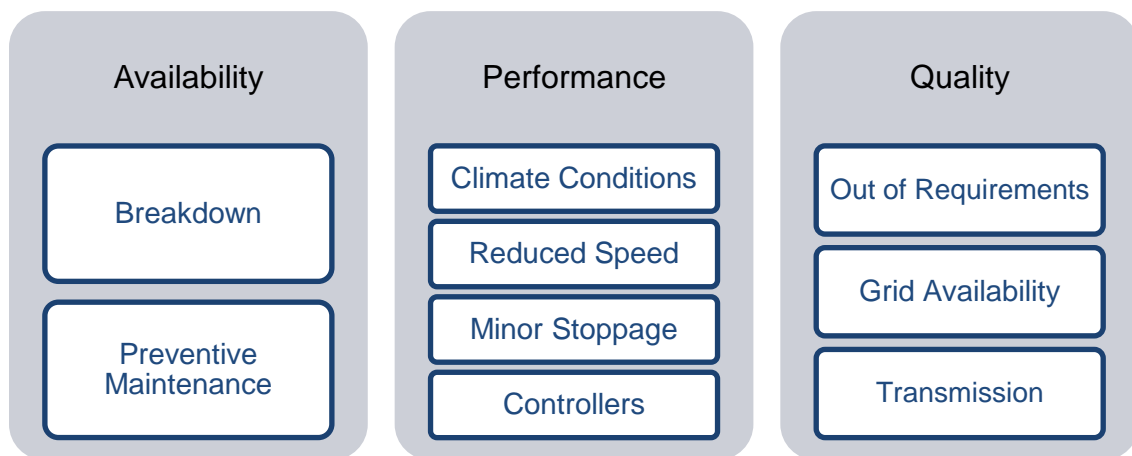 Availability
Breakdown
Preventive
Maintenance
Performance
Climate Conditions
Reduced Speed
Minor Stoppage
Controllers
Quality
Out of Requirements
Grid Availability
Transmission